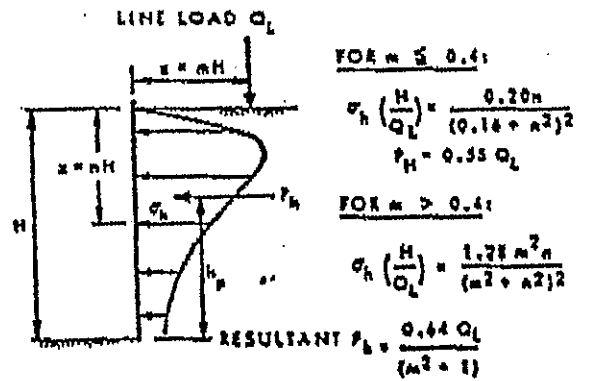 LINE LOAD Q_L
x = mH
FOR m ≤ 0.4:
σ_h (H/Q_L) = 0.20n/(0.16 + n²)²
P_H = 0.55 Q_L
z = nH
σ_h
P_h
H
h_p
FOR m > 0.4:
σ_h (H/Q_L) = 1.28 m²n/(m² + n²)²
RESULTANT P_h = 0.64 Q_L/(m² + 1)